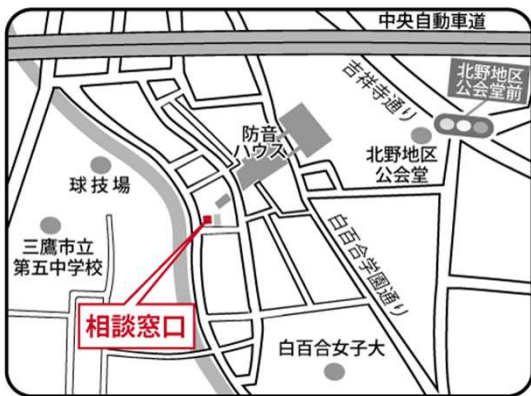 中央自動車道
吉祥寺通り
北野地区
公会堂前
防音
ハウス
北野地区
公会堂
球技場
三鷹市立
第五中学校
白百合学園通り
相談窓口
白百合女子大